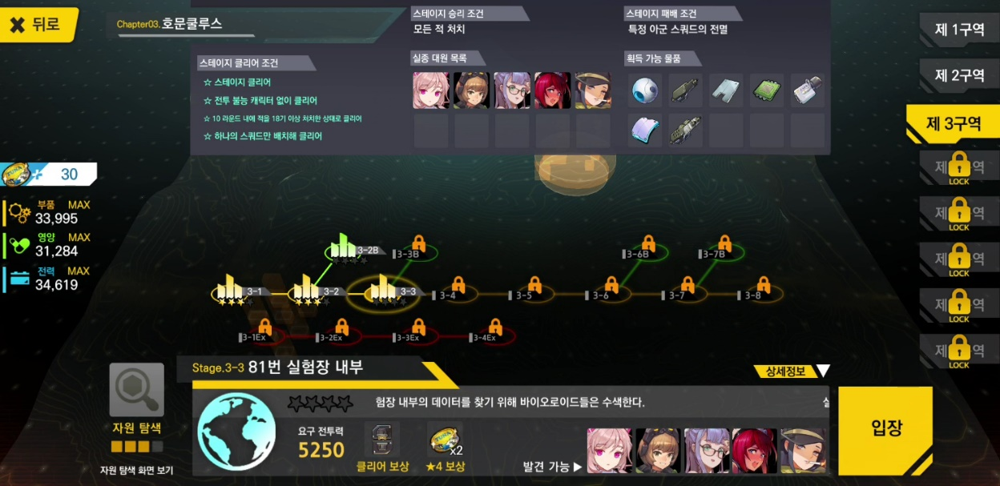 뒤로
Chapter03. 호문쿨루스
스테이지 클리어 조건
☆ 스테이지 클리어
☆ 전투 불능 캐릭터 없이 클리어
☆ 10 라운드 내에 적을 18기 이상 처치한 상태로 클리어
☆ 하나의 스쿼드만 배치해 클리어
스테이지 승리 조건
모든 적 처치
실종 대원 목록
스테이지 패배 조건
특정 아군 스쿼드의 전멸
획득 가능 물품
제 1구역
제 2구역
제 3구역
제 역
LOCK
제 역
LOCK
제 역
LOCK
제 역
LOCK
제 역
LOCK
TUNA
30
부품 MAX
33,995
영양 MAX
31,284
전력 MAX
34,619
3-2B
3-3B
3-6B
3-7B
3-1
3-2
3-3
3-4
3-5
3-6
3-7
3-8
3-1Ex
3-2Ex
3-3Ex
3-4Ex
Stage.3-3 81번 실험장 내부
상세정보
험장 내부의 데이터를 찾기 위해 바이오로이드들은 수색한다.
실
요구 전투력
5250
클리어 보상
TUNA
x2
★4 보상
발견 가능 ▶
입장
자원 탐색
자원 탐색 화면 보기